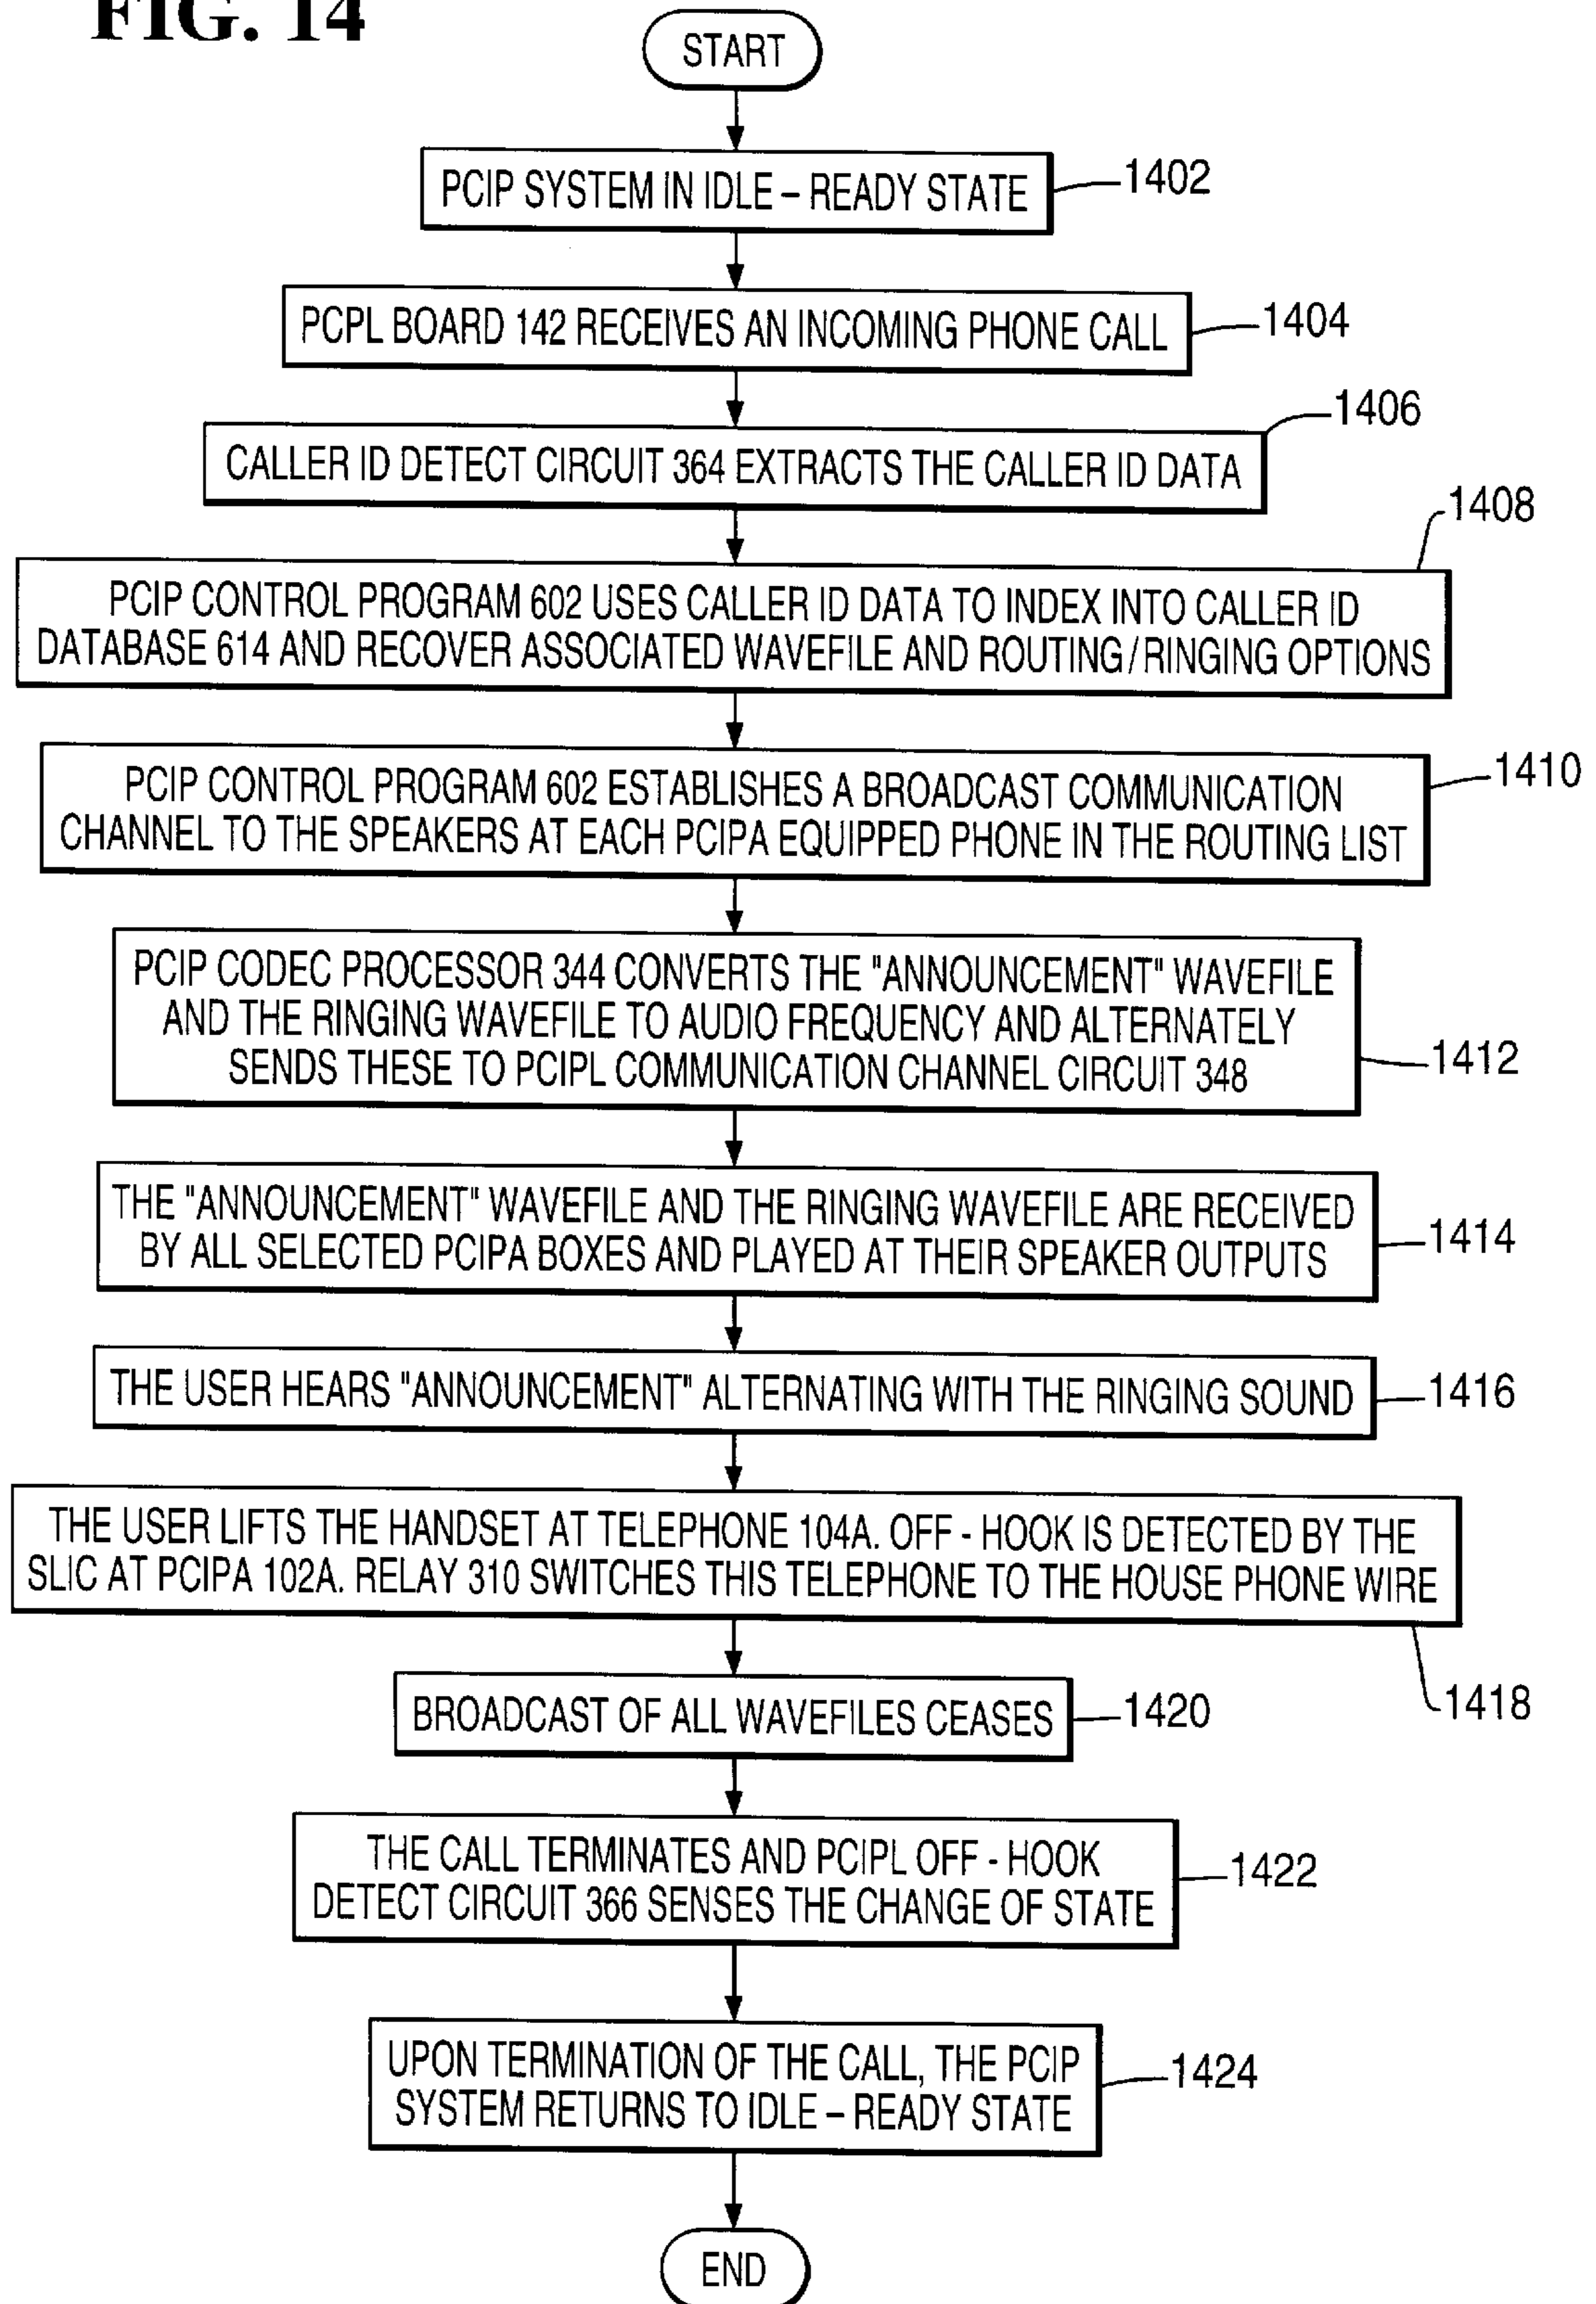 FIG. 14
START
PCIP SYSTEM IN IDLE – READY STATE
1402
PCPL BOARD 142 RECEIVES AN INCOMING PHONE CALL
1404
CALLER ID DETECT CIRCUIT 364 EXTRACTS THE CALLER ID DATA
1406
PCIP CONTROL PROGRAM 602 USES CALLER ID DATA TO INDEX INTO CALLER ID
DATABASE 614 AND RECOVER ASSOCIATED WAVEFILE AND ROUTING/RINGING OPTIONS
1408
PCIP CONTROL PROGRAM 602 ESTABLISHES A BROADCAST COMMUNICATION
CHANNEL TO THE SPEAKERS AT EACH PCIPA EQUIPPED PHONE IN THE ROUTING LIST
1410
PCIP CODEC PROCESSOR 344 CONVERTS THE "ANNOUNCEMENT" WAVEFILE
AND THE RINGING WAVEFILE TO AUDIO FREQUENCY AND ALTERNATELY
SENDS THESE TO PCIPL COMMUNICATION CHANNEL CIRCUIT 348
1412
THE "ANNOUNCEMENT" WAVEFILE AND THE RINGING WAVEFILE ARE RECEIVED
BY ALL SELECTED PCIPA BOXES AND PLAYED AT THEIR SPEAKER OUTPUTS
1414
THE USER HEARS "ANNOUNCEMENT" ALTERNATING WITH THE RINGING SOUND
1416
THE USER LIFTS THE HANDSET AT TELEPHONE 104A. OFF - HOOK IS DETECTED BY THE
SLIC AT PCIPA 102A. RELAY 310 SWITCHES THIS TELEPHONE TO THE HOUSE PHONE WIRE
1418
BROADCAST OF ALL WAVEFILES CEASES
1420
THE CALL TERMINATES AND PCIPL OFF - HOOK
DETECT CIRCUIT 366 SENSES THE CHANGE OF STATE
1422
UPON TERMINATION OF THE CALL, THE PCIP
SYSTEM RETURNS TO IDLE – READY STATE
1424
END